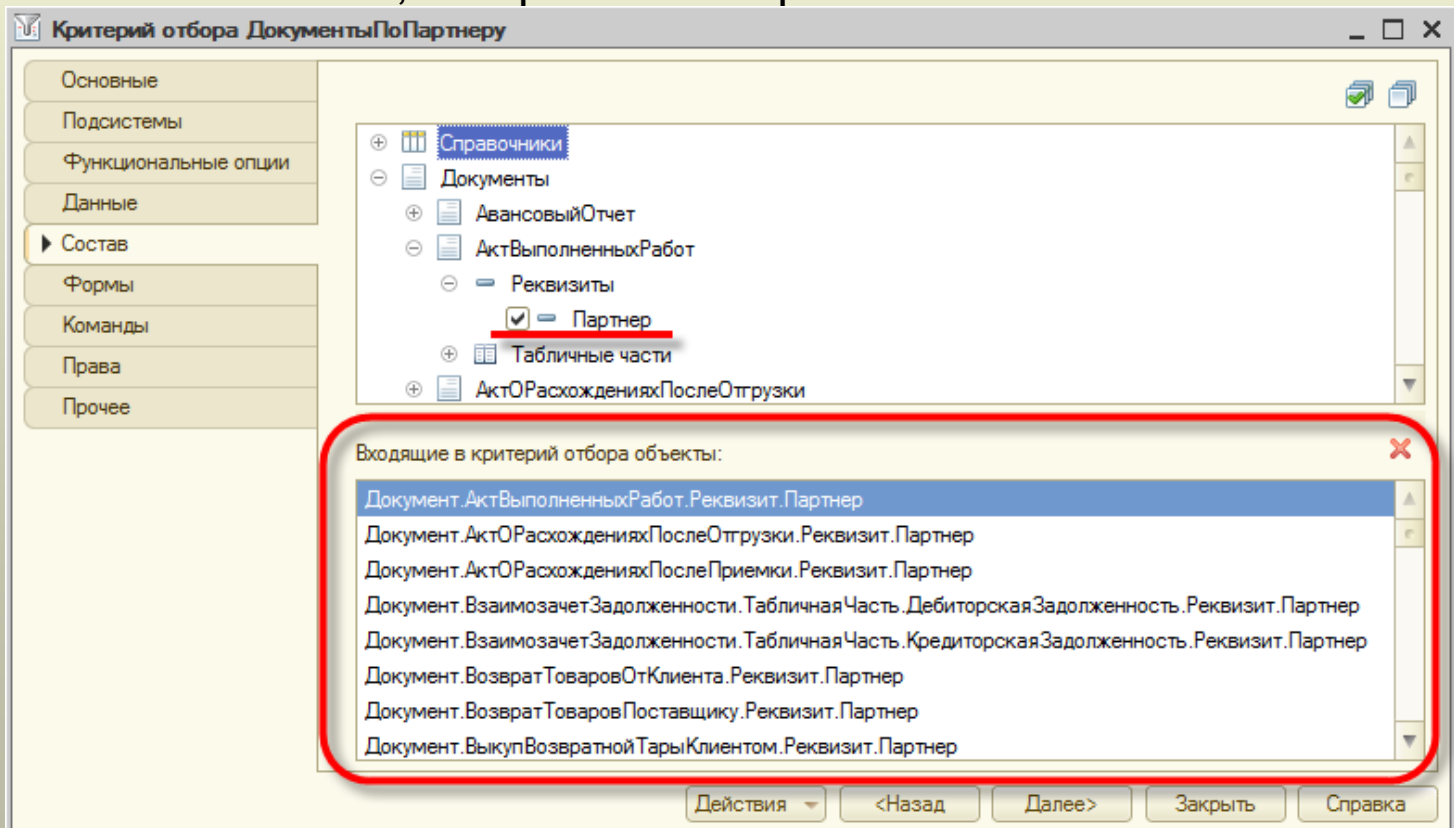 Критерий отбора ДокументыПоПартнеру
Основные
Подсистемы
Функциональные опции
Данные
Состав
Формы
Команды
Права
Прочее
Справочники
Документы
АвансовыйОтчет
АктВыполненныхРабот
Реквизиты
Партнер
Табличные части
АктОРасхожденияхПослеОтгрузки
Входящие в критерий отбора объекты:
Документ.АктВыполненныхРабот.Реквизит.Партнер
Документ.АктОРасхожденияхПослеОтгрузки.Реквизит.Партнер
Документ.АктОРасхожденияхПослеПриемки.Реквизит.Партнер
Документ.ВзаимозачетЗадолженности.ТабличнаяЧасть.ДебиторскаяЗадолженность.Реквизит.Партнер
Документ.ВзаимозачетЗадолженности.ТабличнаяЧасть.КредиторскаяЗадолженность.Реквизит.Партнер
Документ.ВозвратТоваровОтКлиента.Реквизит.Партнер
Документ.ВозвратТоваровПоставщику.Реквизит.Партнер
Документ.ВыкупВозвратнойТарыКлиентом.Реквизит.Партнер
Действия <Назад Далее> Закрыть Справка